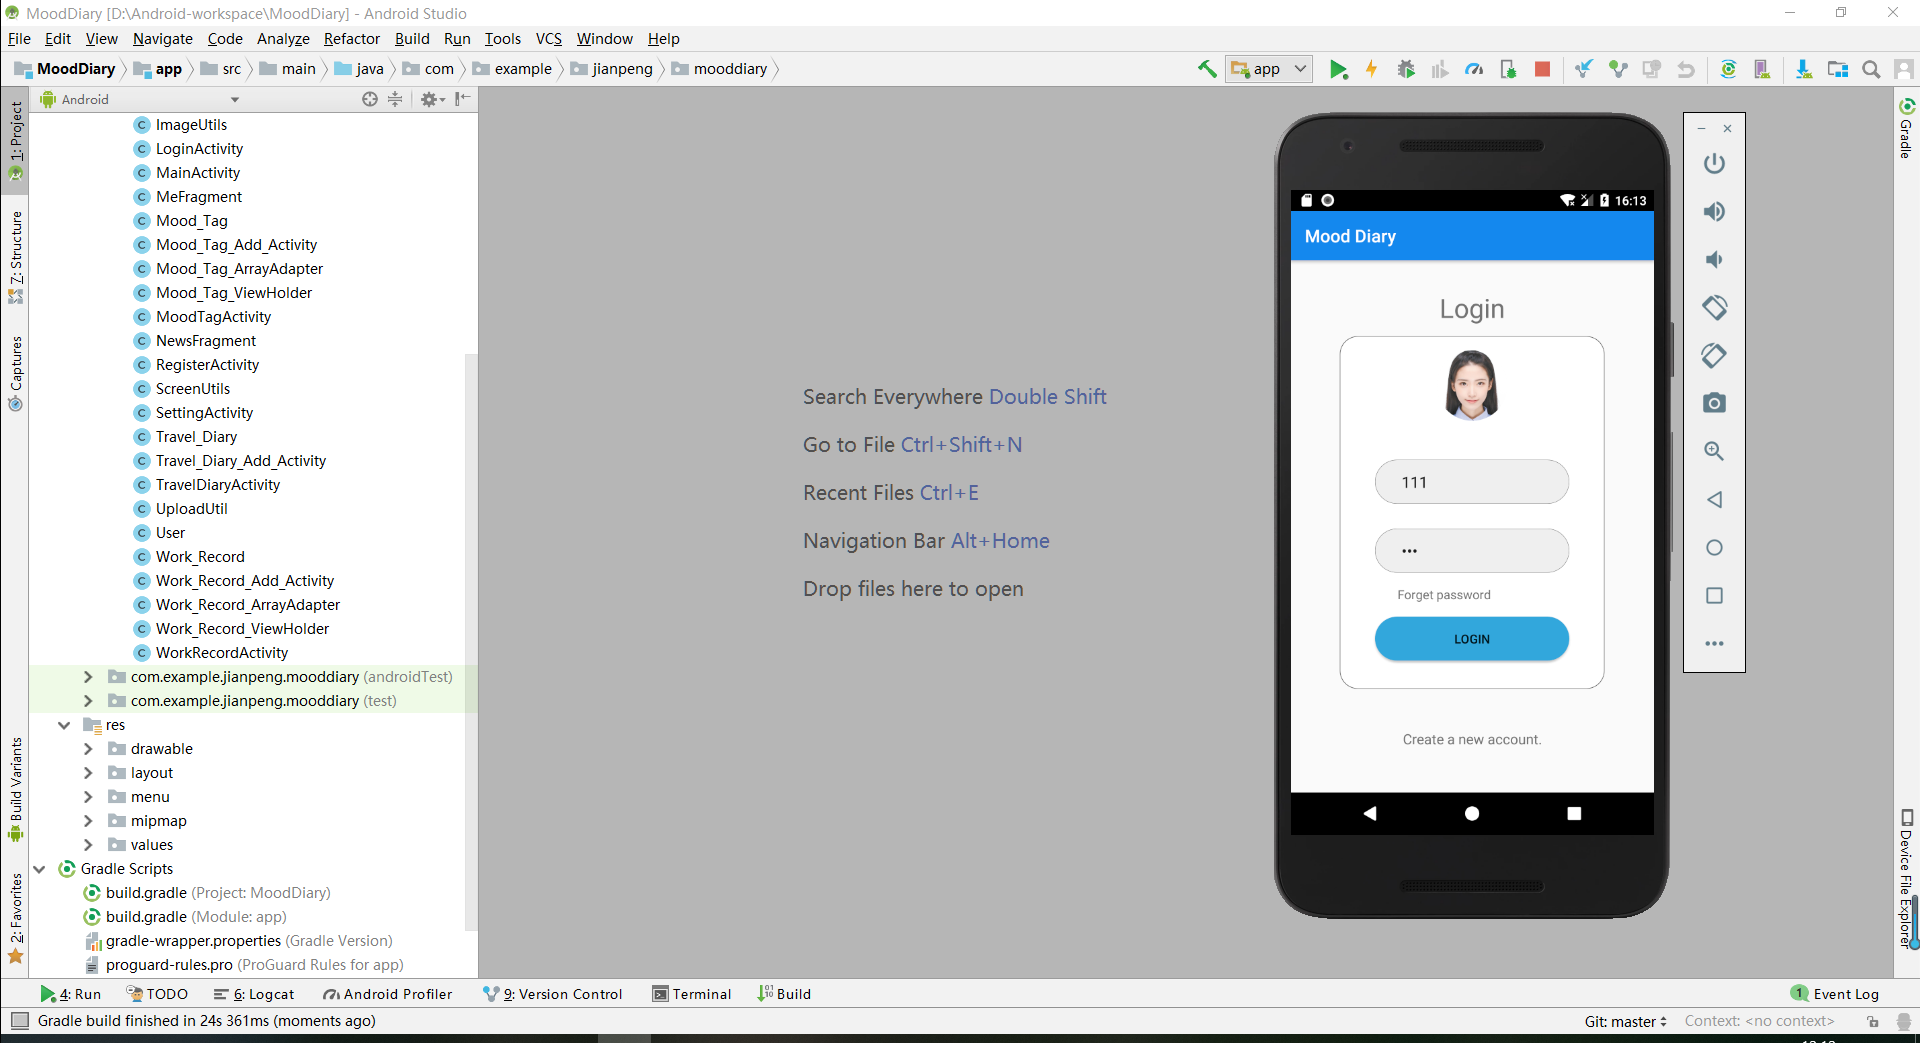 MoodDiary [D:\Android-workspace\MoodDiary] - Android Studio
File Edit View Navigate Code Analyze Refactor Build Run Tools VCS Window Help
MoodDiary app src main java com example jianpeng mooddiary
app
1: Project
Z: Structure
Captures
Build Variants
2: Favorites
Android
ImageUtils
LoginActivity
MainActivity
MeFragment
Mood_Tag
Mood_Tag_Add_Activity
Mood_Tag_ArrayAdapter
Mood_Tag_ViewHolder
MoodTagActivity
NewsFragment
RegisterActivity
ScreenUtils
SettingActivity
Travel_Diary
Travel_Diary_Add_Activity
TravelDiaryActivity
UploadUtil
User
Work_Record
Work_Record_Add_Activity
Work_Record_ArrayAdapter
Work_Record_ViewHolder
WorkRecordActivity
com.example.jianpeng.mooddiary (androidTest)
com.example.jianpeng.mooddiary (test)
res
drawable
layout
menu
mipmap
values
Gradle Scripts
build.gradle (Project: MoodDiary)
build.gradle (Module: app)
gradle-wrapper.properties (Gradle Version)
proguard-rules.pro (ProGuard Rules for app)
Search Everywhere Double Shift
Go to File Ctrl+Shift+N
Recent Files Ctrl+E
Navigation Bar Alt+Home
Drop files here to open
16:13
Mood Diary
Login
111
•••
Forget password
LOGIN
Create a new account.
Gradle
Device File Explorer
4: Run TODO 6: Logcat Android Profiler 9: Version Control Terminal Build
1 Event Log
Gradle build finished in 24s 361ms (moments ago)
Git: master Context: <no context>